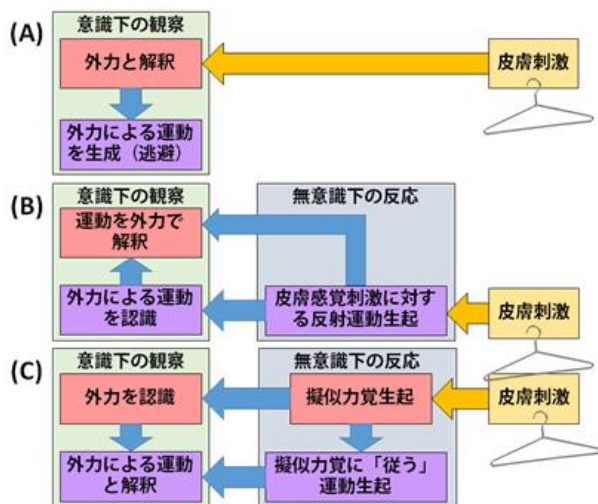 (A)
意識下の観察
外力と解釈
外力による運動
を生成（逃避）
皮膚刺激
(B)
意識下の観察
運動を外力で
解釈
外力による運動
を認識
無意識下の反応
皮膚感覚刺激に対す
る反射運動生起
皮膚刺激
(C)
意識下の観察
外力を認識
外力による運動
と解釈
無意識下の反応
擬似力覚生起
擬似力覚に「従う」
運動生起
皮膚刺激